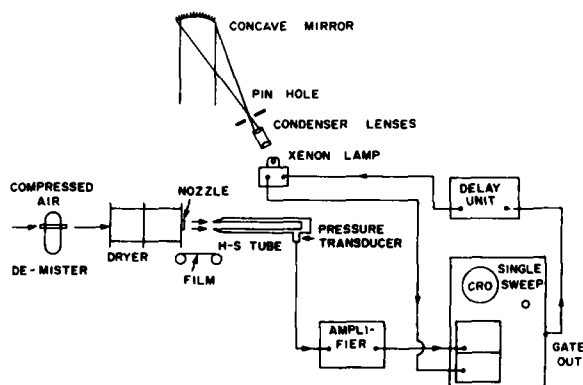 CONCAVE MIRROR
PIN HOLE
CONDENSER LENSES
XENON LAMP
COMPRESSED
AIR
NOZZLE
DELAY
UNIT
DE-MISTER
DRYER
H-S TUBE
PRESSURE
TRANSDUCER
FILM
CRO
SINGLE
SWEEP
AMPLI-
FIER
GATE
OUT